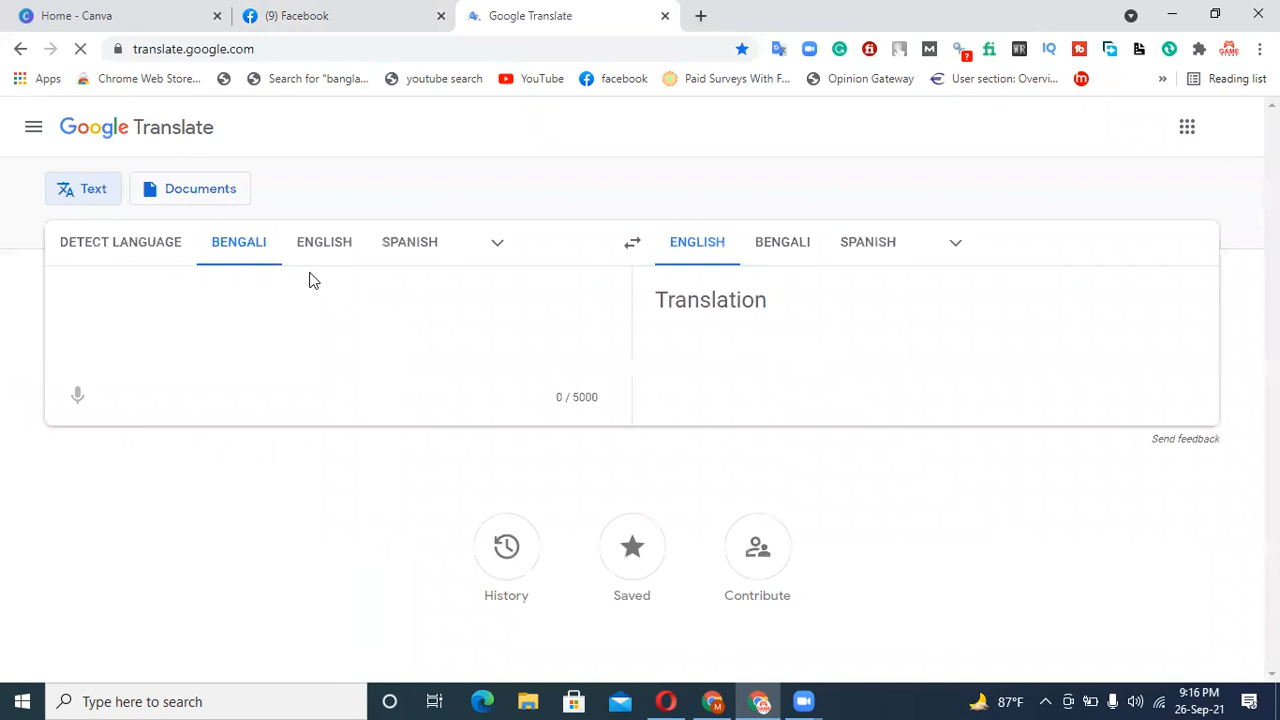 Home - Canva
(9) Facebook
Google Translate
translate.google.com
Apps
Chrome Web Store...
Search for "bangla...
youtube search
YouTube
facebook
Paid Surveys With F...
Opinion Gateway
User section: Overvi...
Reading list
Google Translate
Text
Documents
DETECT LANGUAGE
BENGALI
ENGLISH
SPANISH
ENGLISH
BENGALI
SPANISH
Translation
0 / 5000
Send feedback
History
Saved
Contribute
Type here to search
87°F
9:16 PM
26-Sep-21